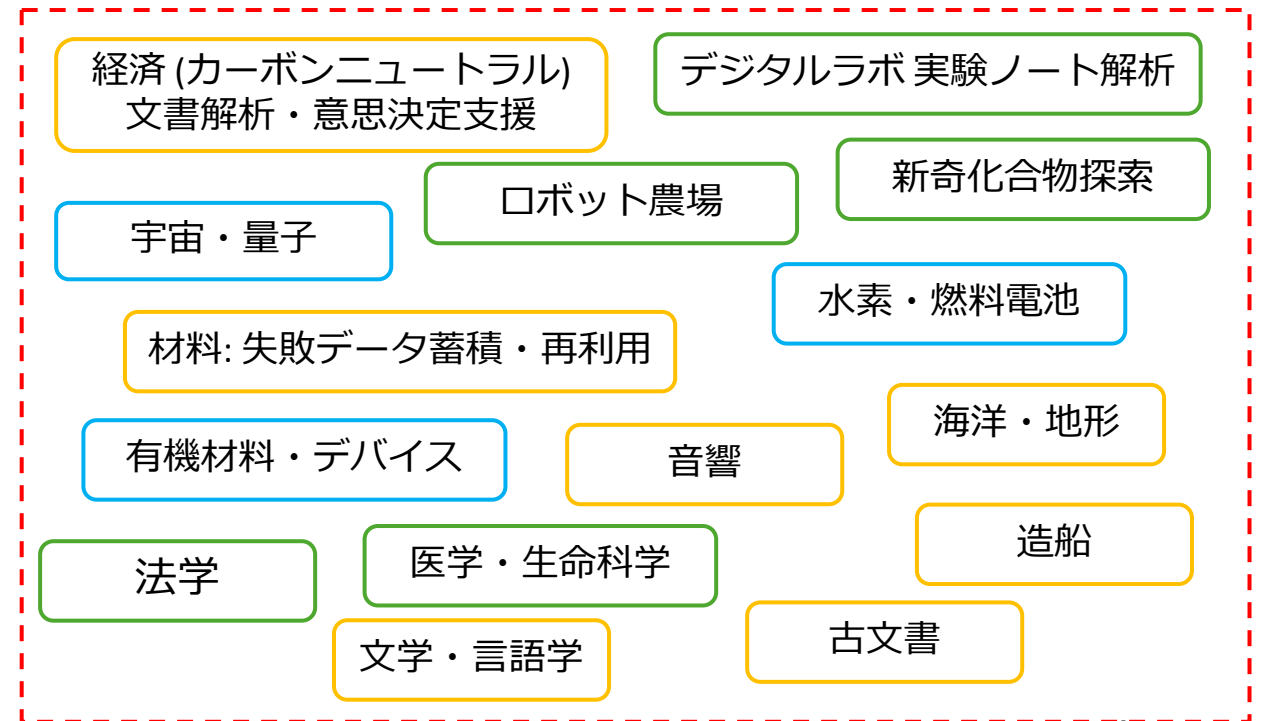 経済 (カーボンニュートラル)
文書解析・意思決定支援
デジタルラボ 実験ノート解析
ロボット農場
新奇化合物探索
宇宙・量子
水素・燃料電池
材料: 失敗データ蓄積・再利用
海洋・地形
有機材料・デバイス
音響
造船
法学
医学・生命科学
古文書
文学・言語学